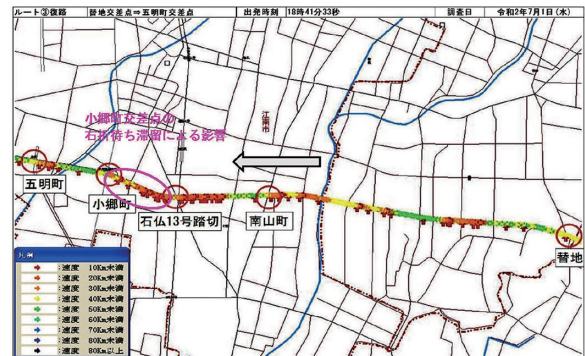 ルート③復路 替地交差点⇒五明町交差点 出発時刻 18時41分33秒 調査日 令和2年7月1日(水)
小郷町交差点の
右折待ち滞留による影響
江南市
五明町
小郷町
石仏13号踏切
南山町
替地
凡例
:速度 10Km未満
:速度 20Km未満
:速度 30Km未満
:速度 40Km未満
:速度 50Km未満
:速度 60Km未満
:速度 70Km未満
:速度 80Km未満
:速度 80Km以上